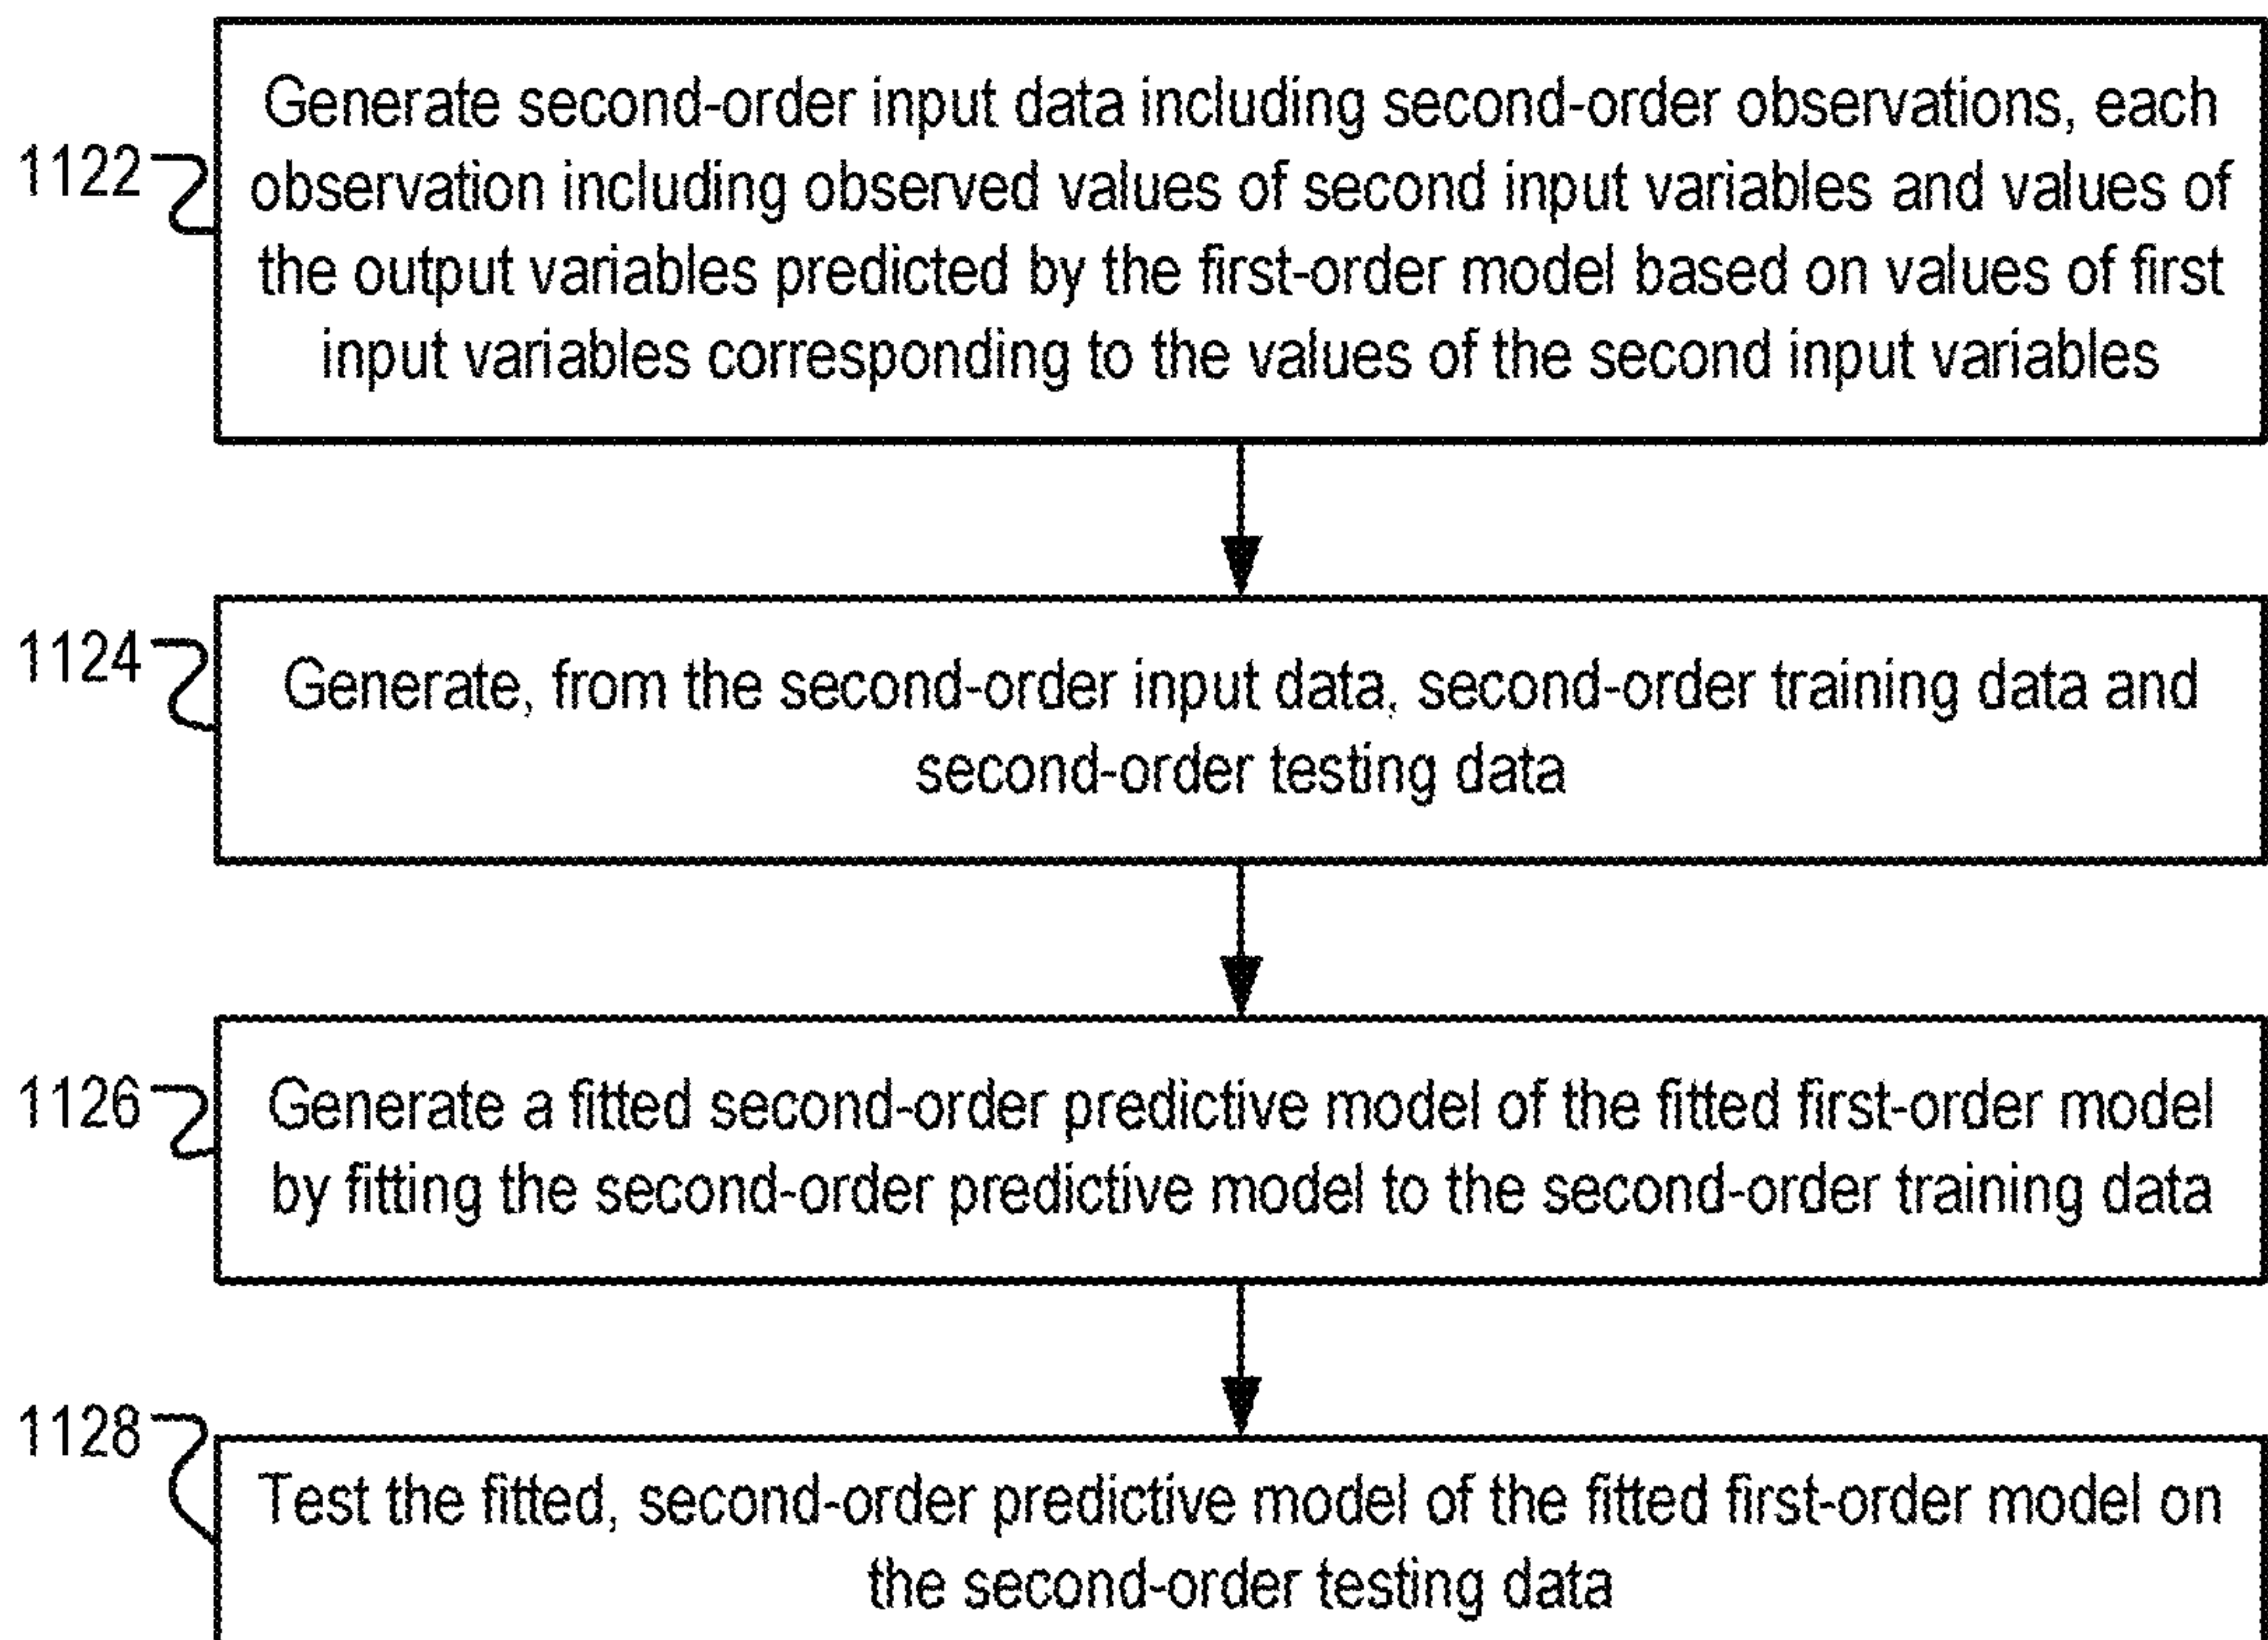 1122
Generate second-order input data including second-order observations, each
observation including observed values of second input variables and values of
the output variables predicted by the first-order model based on values of first
input variables corresponding to the values of the second input variables
1124
Generate, from the second-order input data, second-order training data and
second-order testing data
1126
Generate a fitted second-order predictive model of the fitted first-order model
by fitting the second-order predictive model to the second-order training data
1128
Test the fitted, second-order predictive model of the fitted first-order model on
the second-order testing data